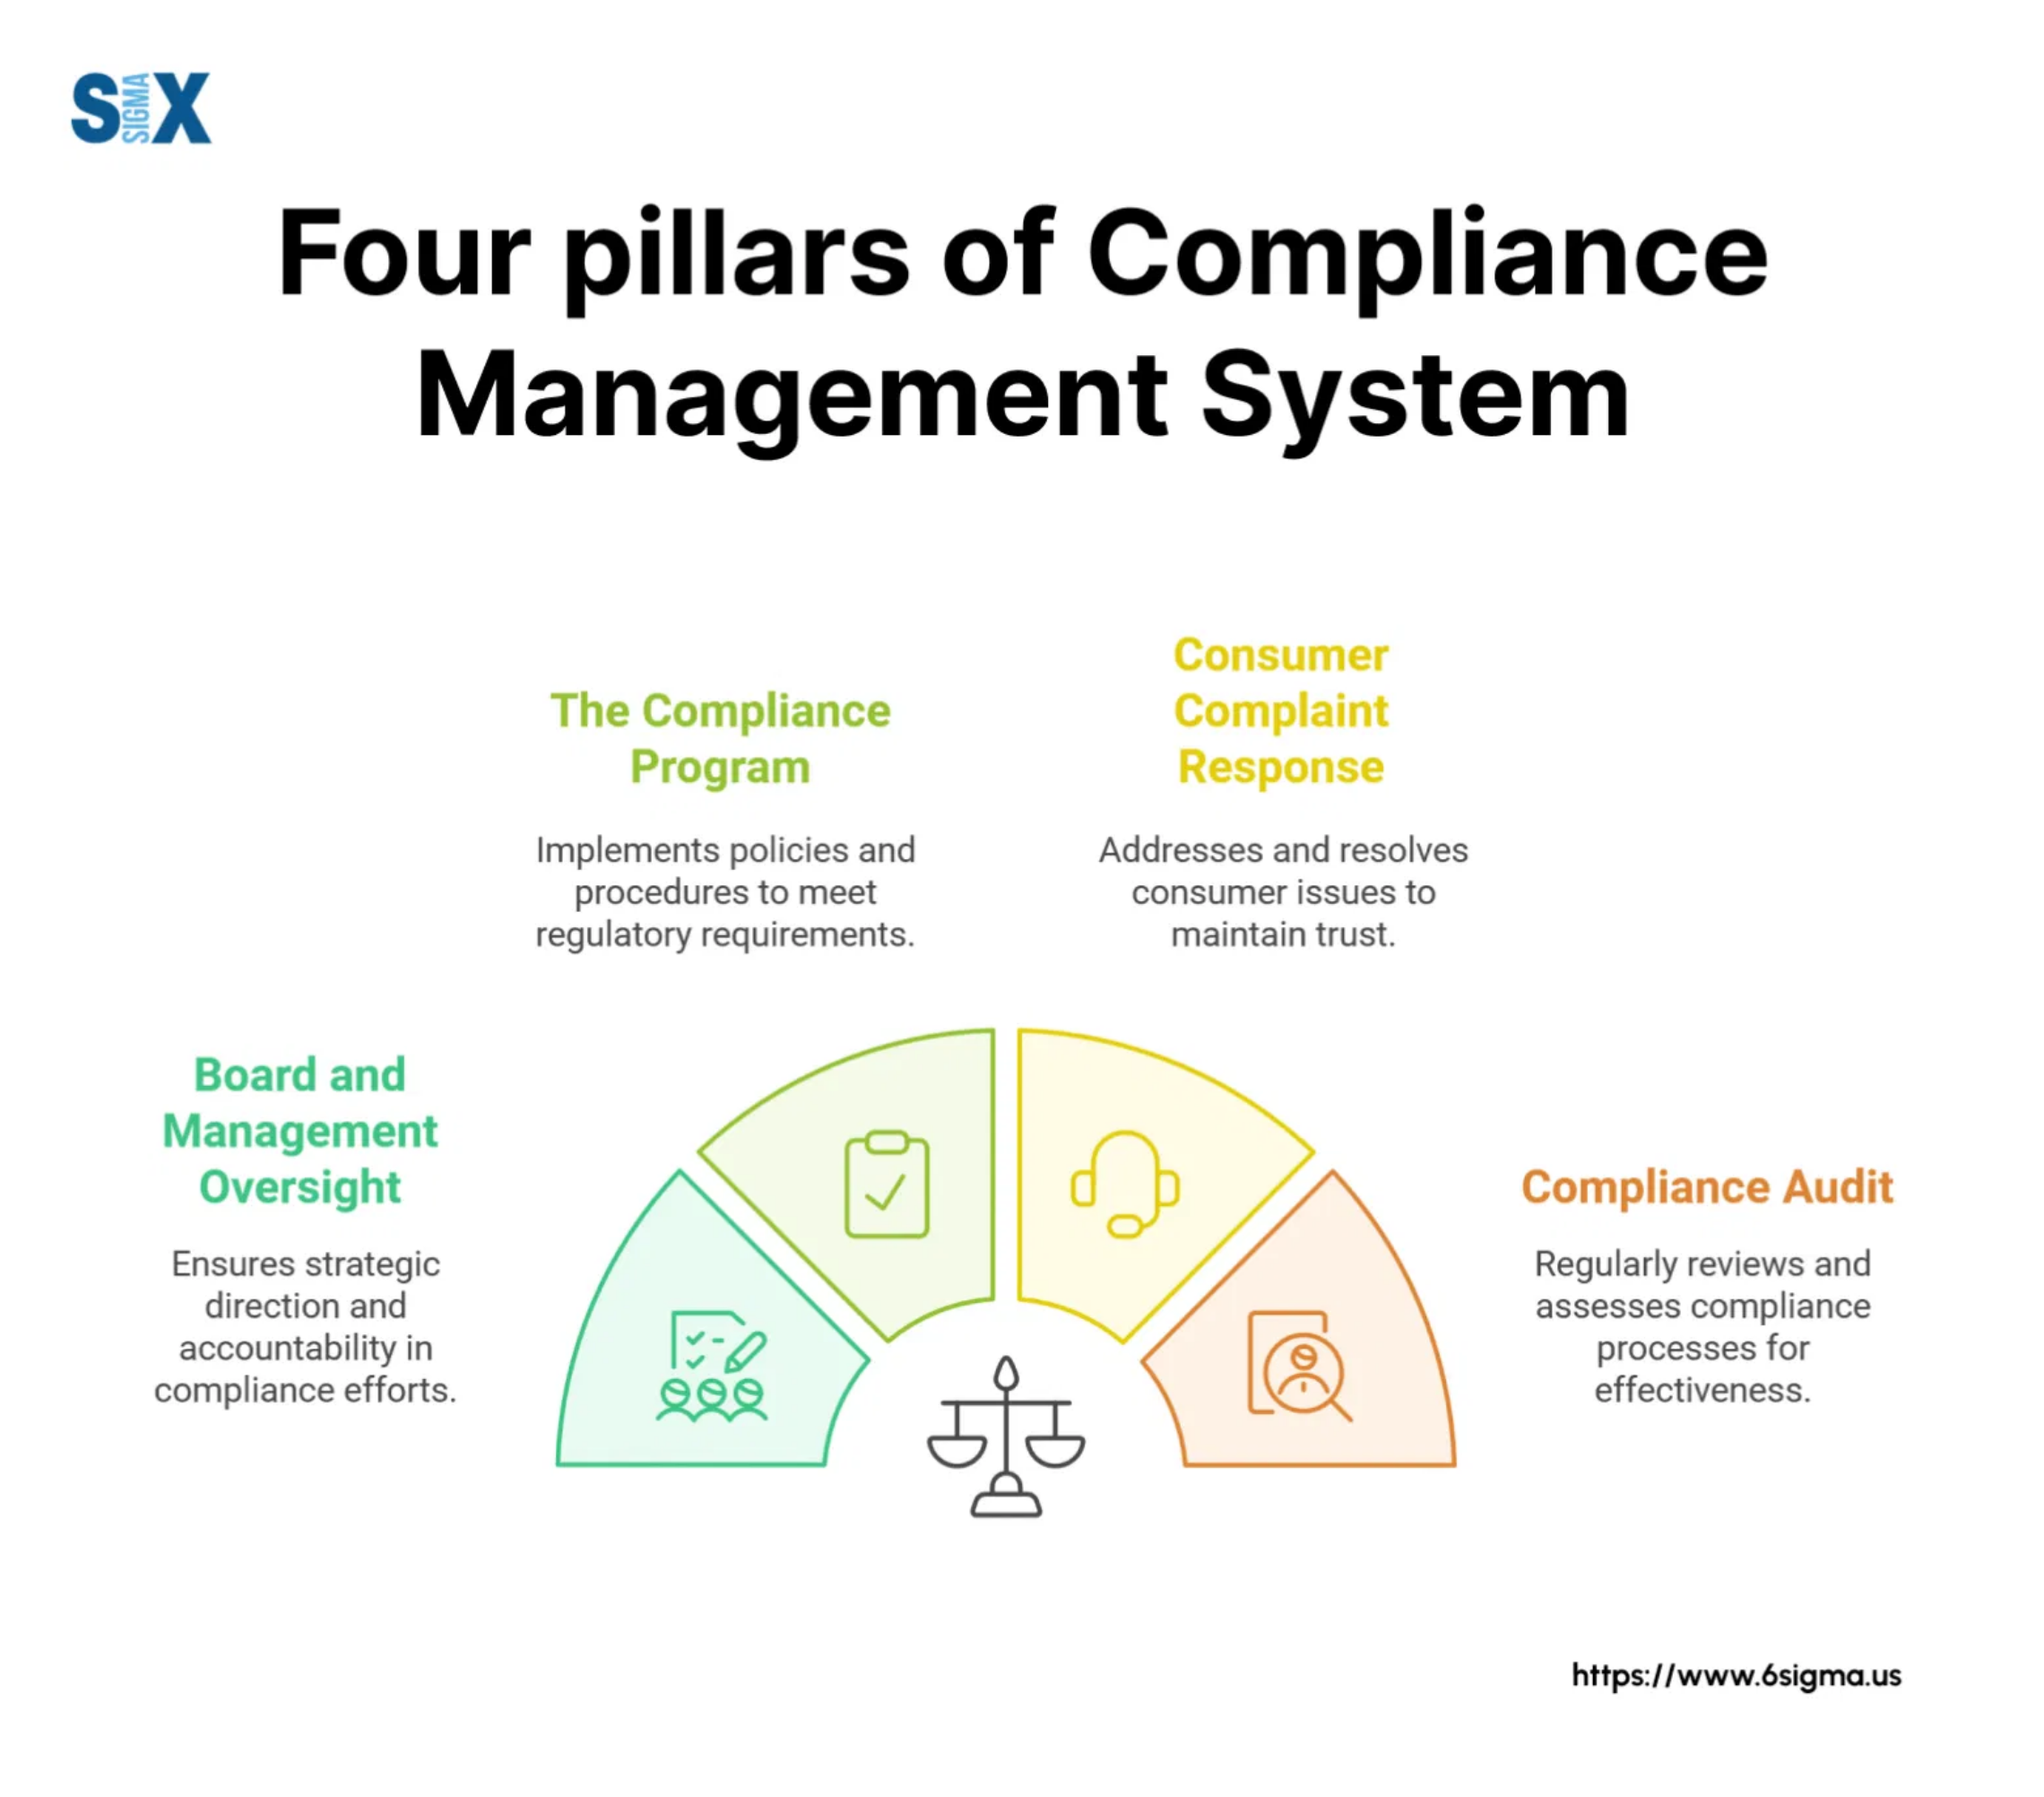 SIX
SIGMA
Four pillars of Compliance
Management System
The Compliance
Program
Implements policies and
procedures to meet
regulatory requirements.
Consumer
Complaint
Response
Addresses and resolves
consumer issues to
maintain trust.
Board and
Management
Oversight
Ensures strategic
direction and
accountability in
compliance efforts.
Compliance Audit
Regularly reviews and
assesses compliance
processes for
effectiveness.
https://www.6sigma.us